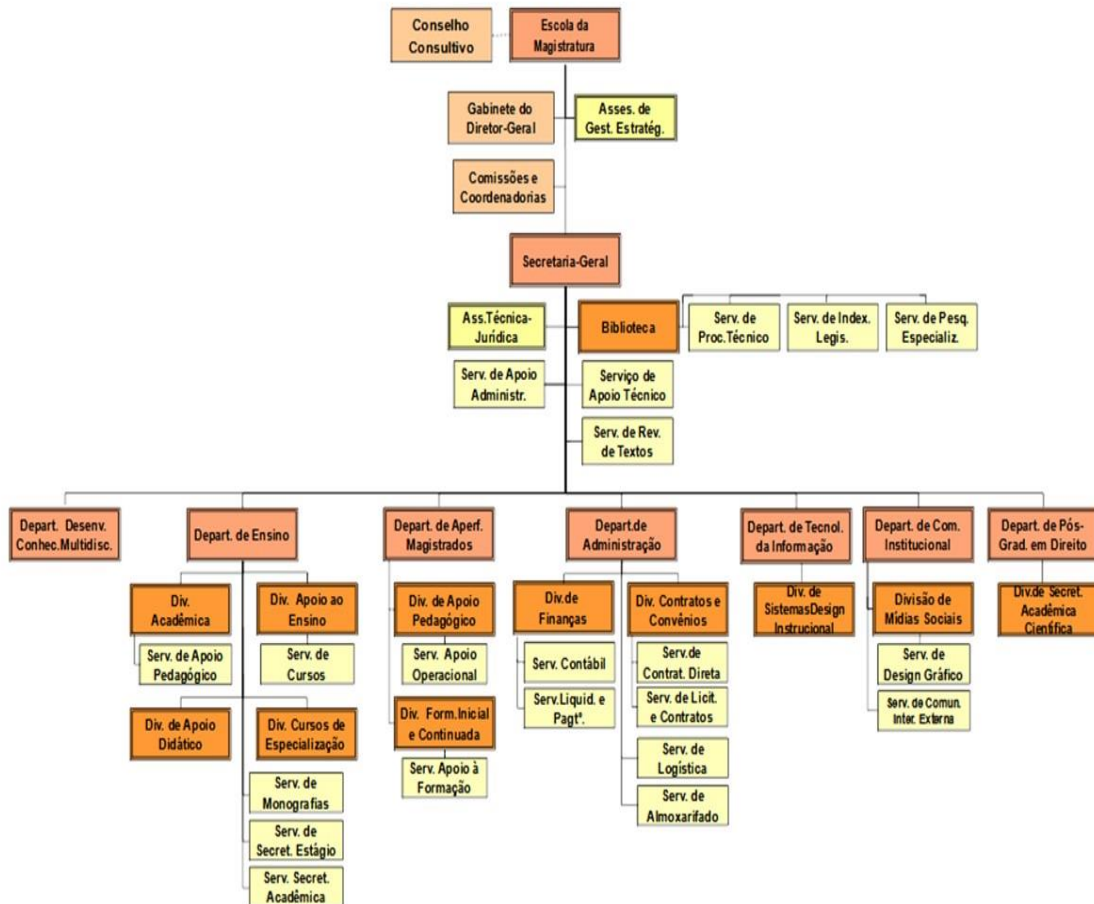 Conselho
Consultivo
Escola da
Magistratura
Gabinete do
Diretor-Geral
Asses. de
Gest. Estratég.
Comissões e
Coordenadorias
Secretaria-Geral
Ass.Técnica-
Jurídica
Biblioteca
Serv. de
Proc.Técnico
Serv. de Index.
Legis.
Serv. de Pesq.
Especializ.
Serv. de Apoio
Administr.
Serviço de
Apoio Técnico
Serv. de Rev.
de Textos
Depart. Desenv.
Conhec.Multidisc.
Depart. de Ensino
Depart. de Aperf.
Magistrados
Depart.de
Administração
Depart. de Tecnol.
da Informação
Depart. de Com.
Institucional
Depart. de Pós-
Grad. em Direito
Div.
Acadêmica
Div. Apoio ao
Ensino
Serv. de Apoio
Pedagógico
Serv. de
Cursos
Div. de Apoio
Didático
Div. Cursos de
Especialização
Serv. de
Monografias
Serv. de
Secret. Estágio
Serv. Secret.
Acadêmica
Div. de Apoio
Pedagógico
Serv. Apoio
Operacional
Div. Form.Inicial
e Continuada
Serv. Apoio à
Formação
Div.de
Finanças
Div. Contratos e
Convênios
Serv. Contábil
Serv.Liquid. e
Pagtº.
Serv.de
Contrat. Direta
Serv. de Licit.
e Contratos
Serv. de
Logística
Serv. de
Almoxarifado
Div. de
SistemasDesign
Instrucional
Divisão de
Mídias Sociais
Serv. de
Design Gráfico
Serv. de Comun.
Inter. Externa
Div.de Secret.
Acadêmica
Científica